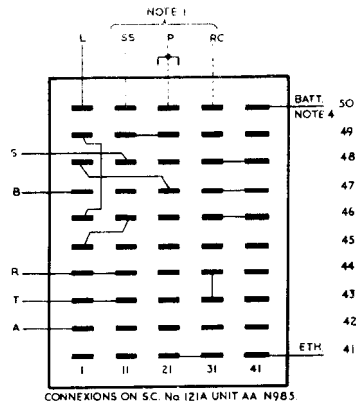 NOTE 1
L SS P RC
BATT. 50
NOTE 4
49
S 48
B 47
46
45
R 44
T 43
A 42
ETH. 41
1 11 21 31 41
CONNEXIONS ON S.C. No 121A UNIT AA N985.